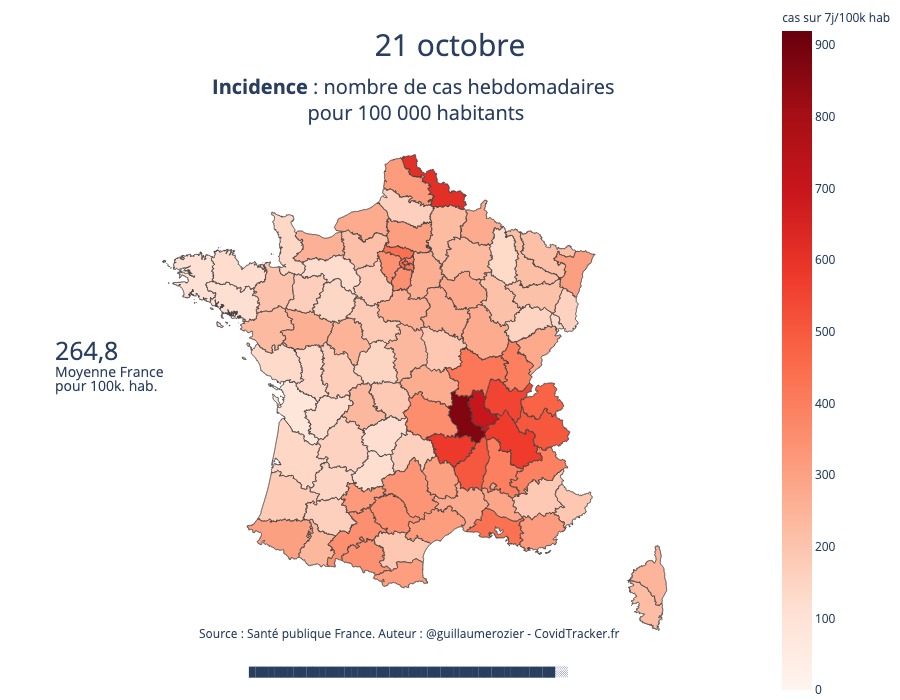 cas sur 7j/100k hab
21 octobre
Incidence : nombre de cas hebdomadaires
pour 100 000 habitants
900
800
700
600
500
400
300
200
100
0
264,8
Moyenne France
pour 100k. hab.
Source : Santé publique France. Auteur : @guillaumerozier - CovidTracker.fr